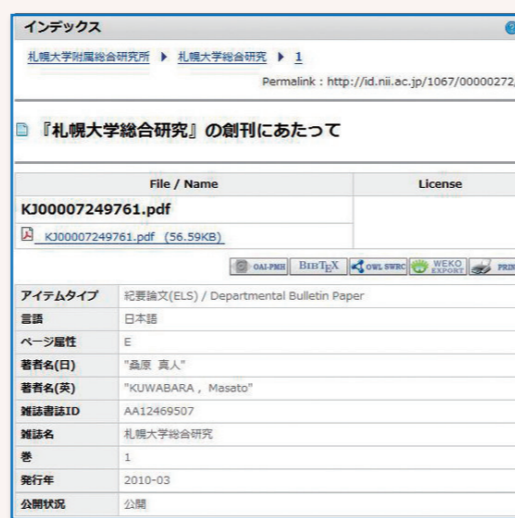 インデックス
札幌大学附属総合研究所 ▶ 札幌大学総合研究 ▶ 1
Permalink : http://id.nii.ac.jp/1067/00000272/
『札幌大学総合研究』の創刊にあたって
File / Name License
KJ00007249761.pdf
KJ00007249761.pdf (56.59KB)
OAI-PMH BIBTEX OWL SWRC WEKO EXPORT PRIN
アイテムタイプ 紀要論文(ELS) / Departmental Bulletin Paper
言語 日本語
ページ属性 E
著者名(日) "桑原 真人"
著者名(英) "KUWABARA , Masato"
雑誌書誌ID AA12469507
雑誌名 札幌大学総合研究
巻 1
発行年 2010-03
公開状況 公開